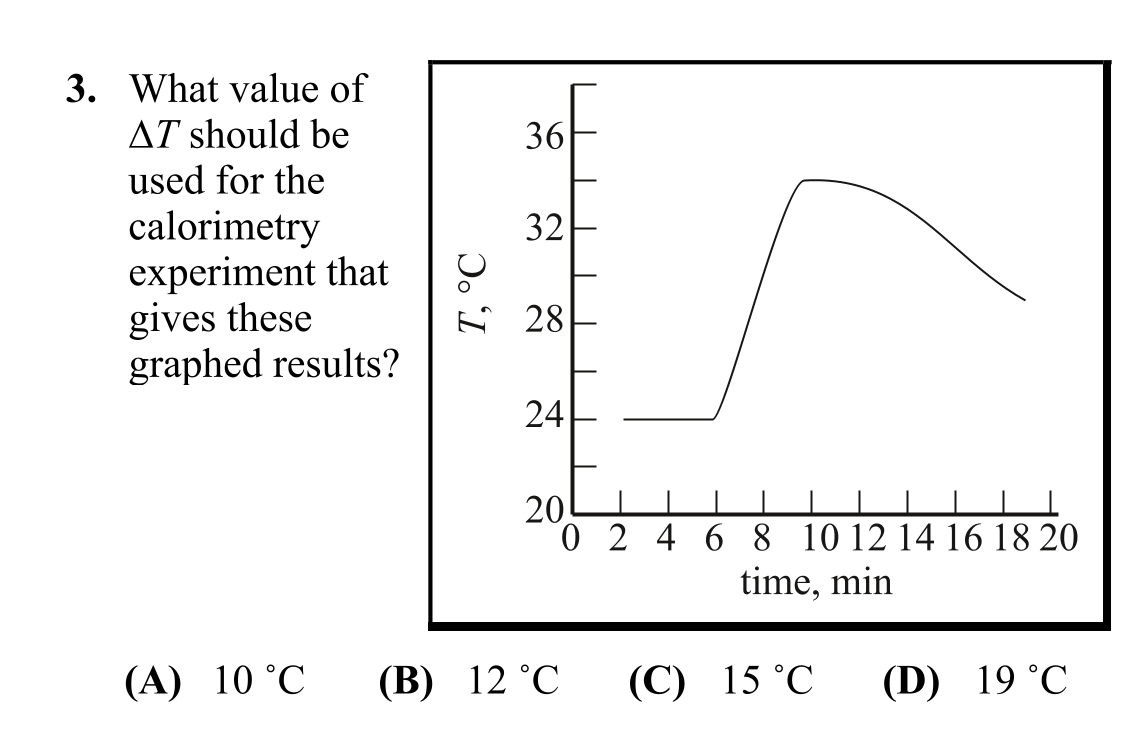 3. What value of
ΔT should be
used for the
calorimetry
experiment that
gives these
graphed results?
T, °C
36
32
28
24
20
0 2 4 6 8 10 12 14 16 18 20
time, min
(A) 10 °C (B) 12 °C (C) 15 °C (D) 19 °C